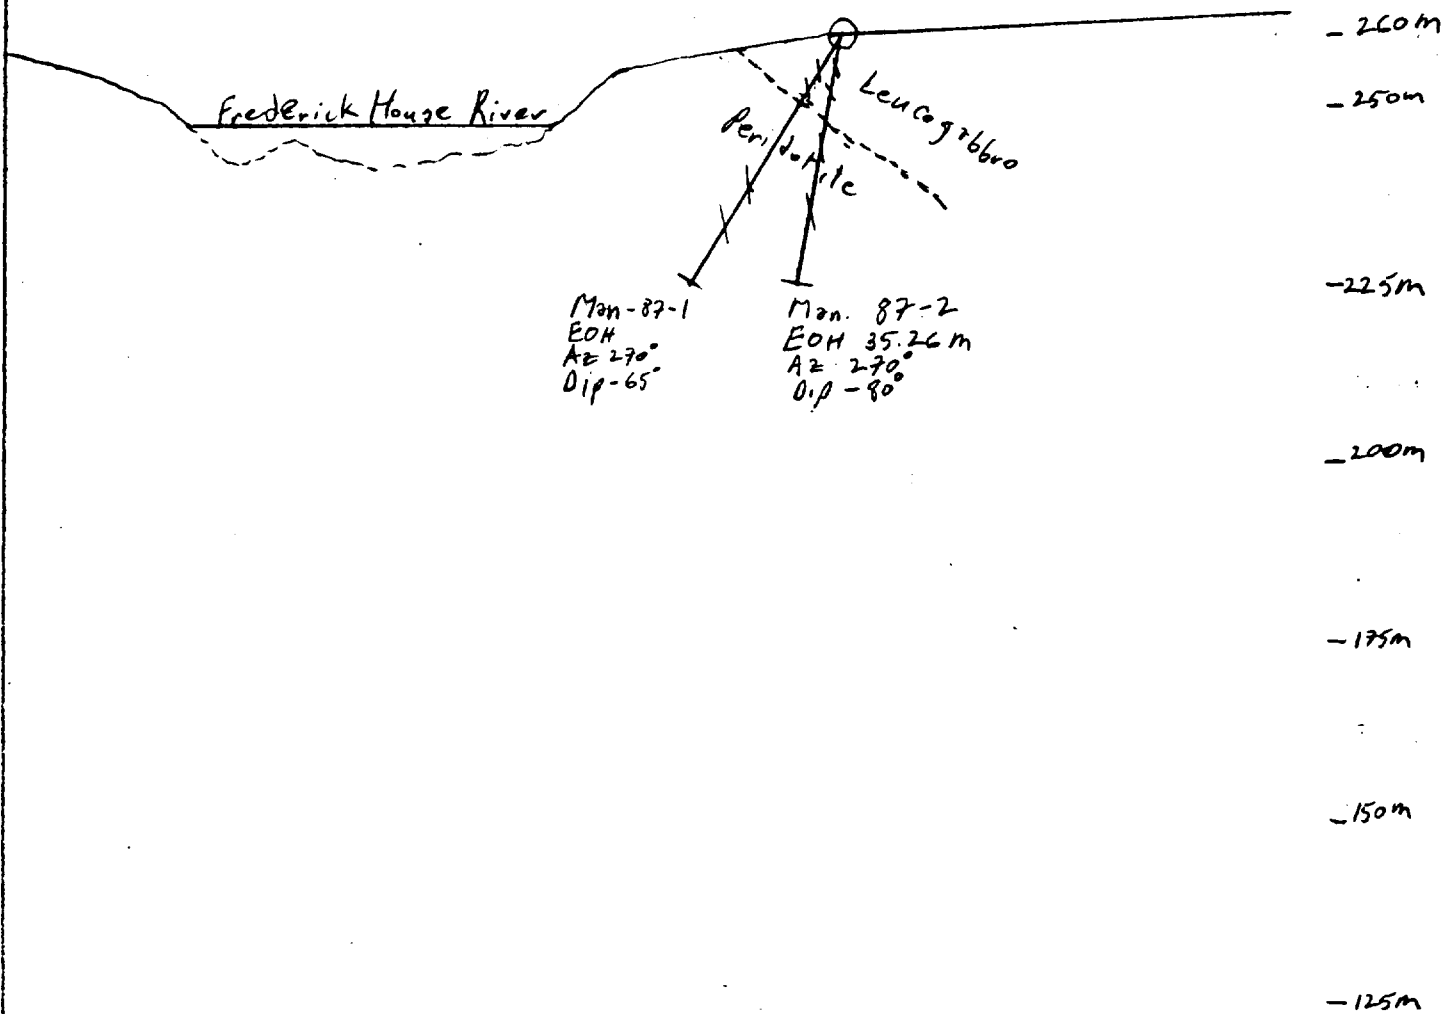 - 260m
Frederick House River
- 250m
Leucogabbro
Peridotite
- 225m
Man-87-1
EOH
Az 270°
Dip-65°
Man. 87-2
EOH 35.26 m
Az 270°
Dip -80°
- 200m
- 175m
- 150m
- 125m